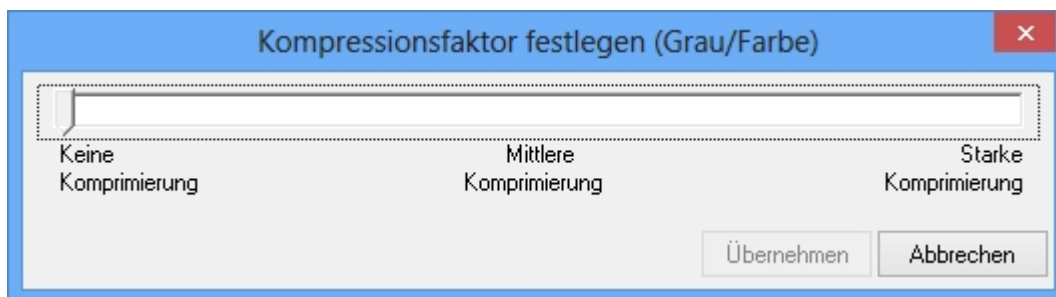 Kompressionsfaktor festlegen (Grau/Farbe)
Keine Mittlere Starke
Komprimierung Komprimierung Komprimierung
Übernehmen Abbrechen